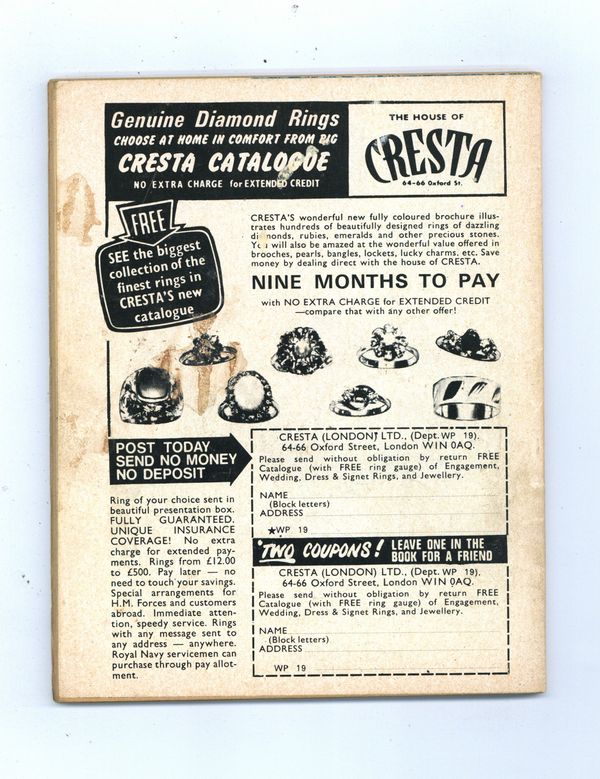 Genuine Diamond Rings
CHOOSE AT HOME IN COMFORT FROM BIG
CRESTA CATALOGUE
NO EXTRA CHARGE for EXTENDED CREDIT
THE HOUSE OF
CRESTA
64-66 Oxford St.
FREE
SEE the biggest
collection of the
finest rings in
CRESTA'S new
catalogue
CRESTA'S wonderful new fully coloured brochure illus-
trates hundreds of beautifully designed rings of dazzling
diamonds, rubies, emeralds and other precious stones.
You will also be amazed at the wonderful value offered in
brooches, pearls, bangles, lockets, lucky charms, etc. Save
money by dealing direct with the house of CRESTA.
NINE MONTHS TO PAY
with NO EXTRA CHARGE for EXTENDED CREDIT
—compare that with any other offer!
POST TODAY
SEND NO MONEY
NO DEPOSIT
Ring of your choice sent in
beautiful presentation box.
FULLY GUARANTEED.
UNIQUE INSURANCE
COVERAGE! No extra
charge for extended pay-
ments. Rings from £12.00
to £500. Pay later — no
need to touch your savings.
Special arrangements for
H.M. Forces and customers
abroad. Immediate atten-
tion, speedy service. Rings
with any message sent to
any address — anywhere.
Royal Navy servicemen can
purchase through pay allot-
ment.
CRESTA (LONDON) LTD., (Dept. WP 19).
64-66 Oxford Street, London W1N 0AQ.
Please send without obligation by return FREE
Catalogue (with FREE ring gauge) of Engagement,
Wedding, Dress & Signet Rings, and Jewellery.
NAME
(Block letters)
ADDRESS
★WP 19
TWO COUPONS! LEAVE ONE IN THE
BOOK FOR A FRIEND
CRESTA (LONDON) LTD., (Dept. WP 19).
64-66 Oxford Street, London W1N 0AQ.
Please send without obligation by return FREE
Catalogue (with FREE ring gauge) of Engagement,
Wedding, Dress & Signet Rings, and Jewellery.
NAME
(Block letters)
ADDRESS
WP 19